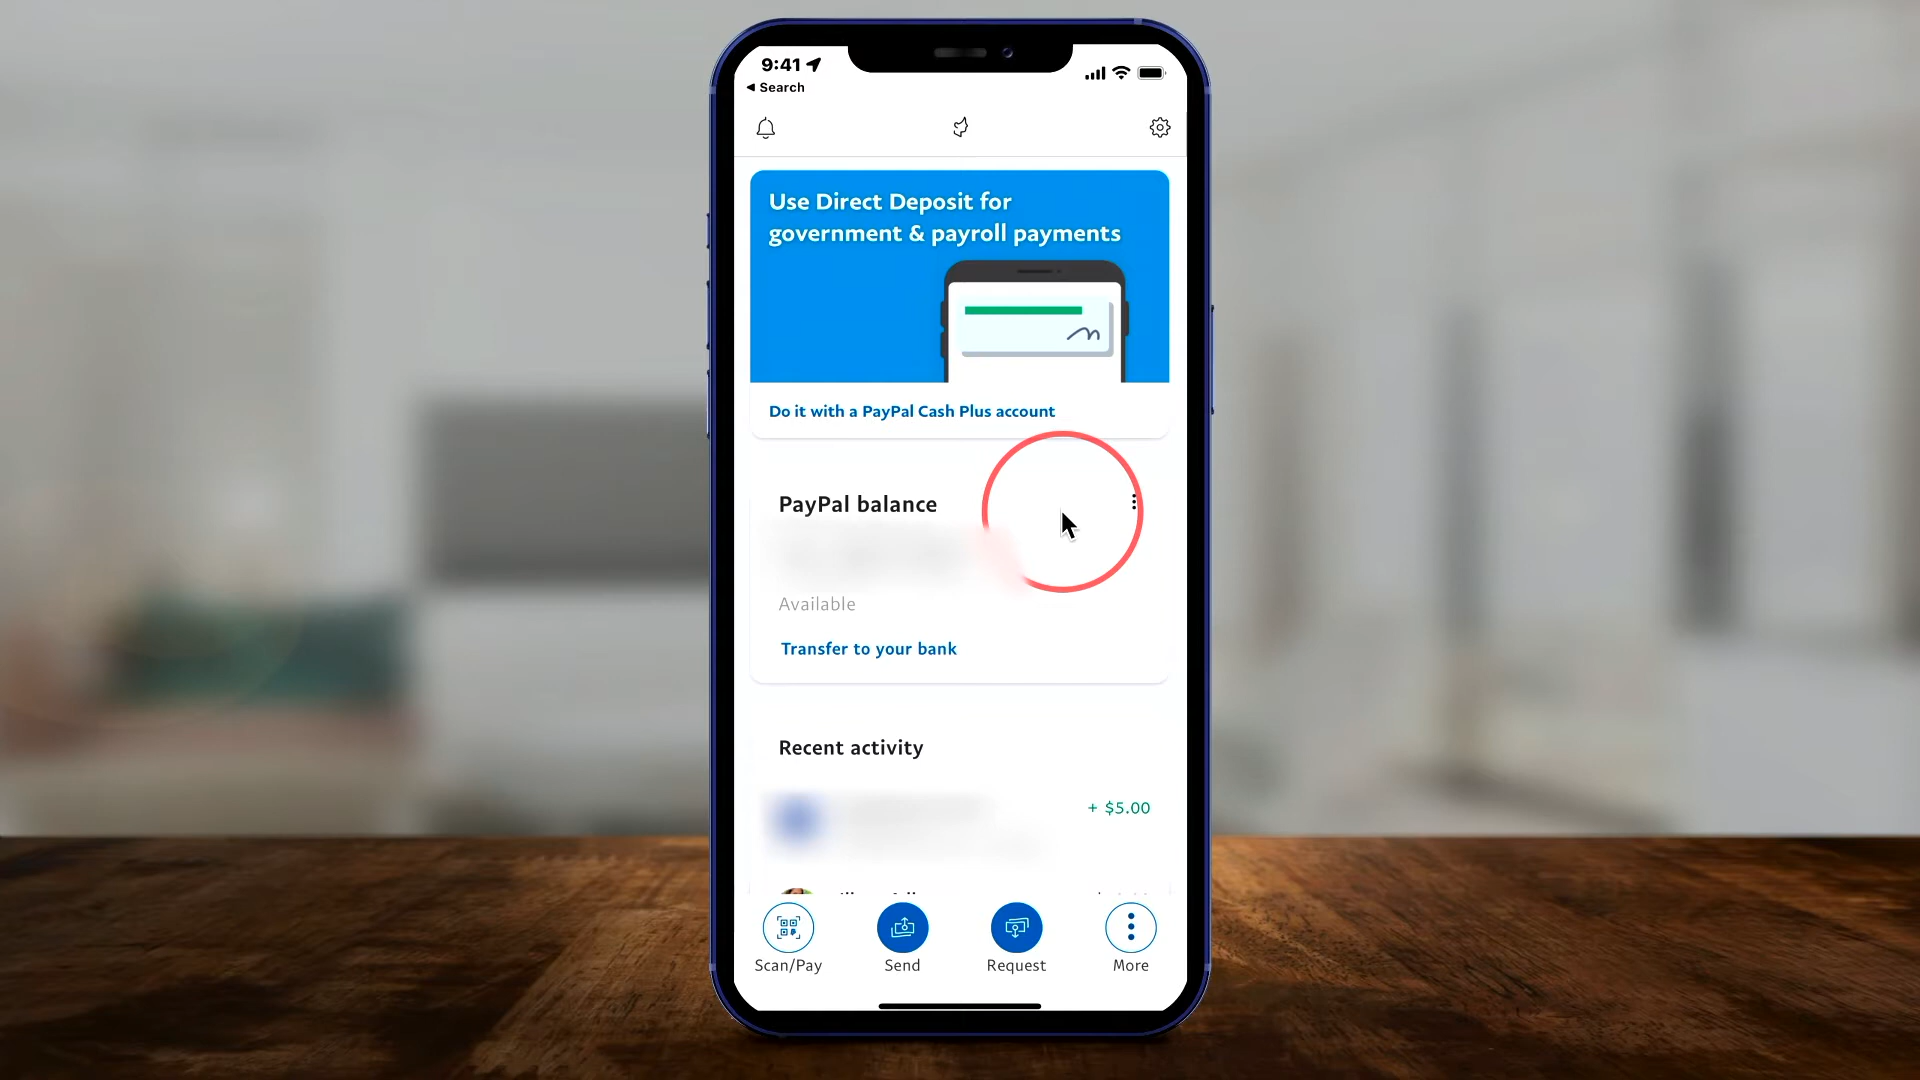 9:41
◀ Search
Use Direct Deposit for
government & payroll payments
Do it with a PayPal Cash Plus account
PayPal balance
Available
Transfer to your bank
Recent activity
+ $5.00
Scan/Pay
Send
Request
More